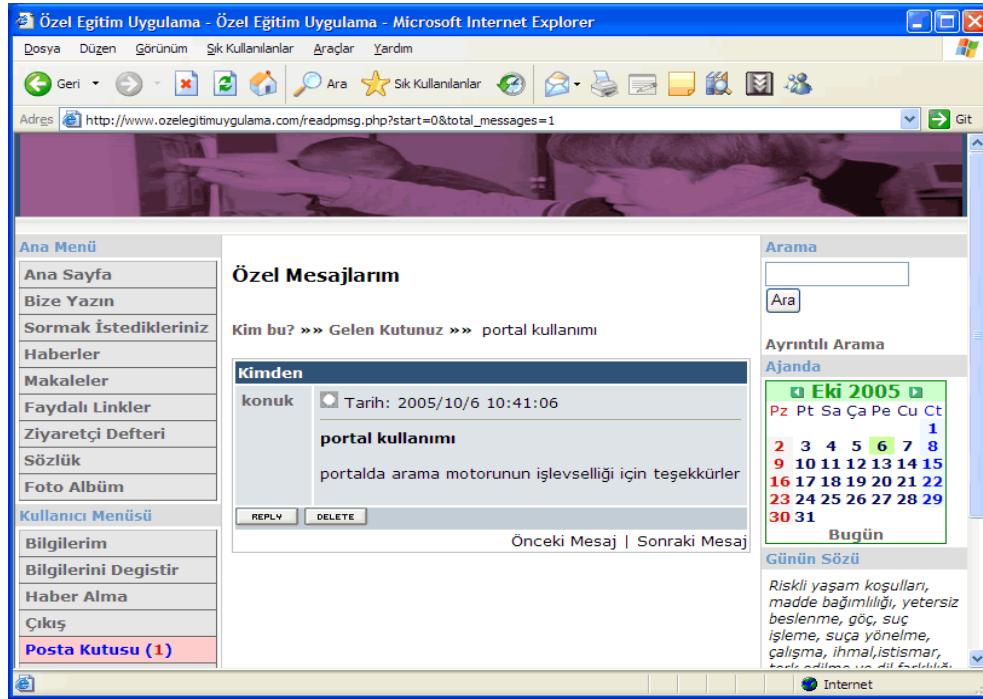 Özel Egitim Uygulama - Özel Eğitim Uygulama - Microsoft Internet Explorer
Dosya Düzen Görünüm Sık Kullanılanlar Araçlar Yardım
Geri Ara Sık Kullanılanlar
Adres http://www.ozelegitimuygulama.com/readpmsg.php?start=0&total_messages=1 Git
Ana Menü
Ana Sayfa
Bize Yazın
Sormak İstedikleriniz
Haberler
Makaleler
Faydalı Linkler
Ziyaretçi Defteri
Sözlük
Foto Albüm
Kullanıcı Menüsü
Bilgilerim
Bilgilerini Degistir
Haber Alma
Çıkış
Posta Kutusu (1)
Özel Mesajlarım
Kim bu? »» Gelen Kutunuz »» portal kullanımı
Kimden
konuk Tarih: 2005/10/6 10:41:06
portal kullanımı
portalda arama motorunun işlevselliği için teşekkürler
REPLY DELETE
Önceki Mesaj | Sonraki Mesaj
Arama
Ara
Ayrıntılı Arama
Ajanda
Eki 2005
Pz Pt Sa Ça Pe Cu Ct
1
2 3 4 5 6 7 8
9 10 11 12 13 14 15
16 17 18 19 20 21 22
23 24 25 26 27 28 29
30 31
Bugün
Günün Sözü
Riskli yaşam koşulları,
madde bağımlılığı, yetersiz
beslenme, göç, suç
işleme, suça yönelme,
çalışma, ihmal,istismar,
Internet